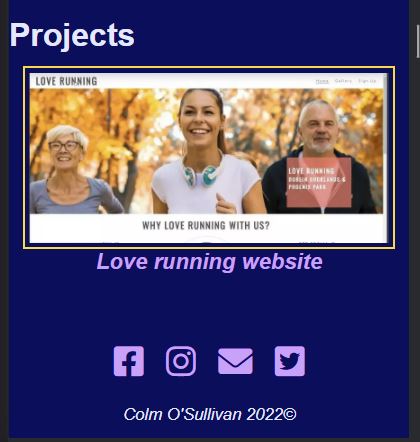 Projects
LOVE RUNNING
Home Gallery Sign Up
LOVE RUNNING
DUBLIN DOCKLANDS &
PHOENIX PARK
WHY LOVE RUNNING WITH US?
Love running website
Colm O'Sullivan 2022©